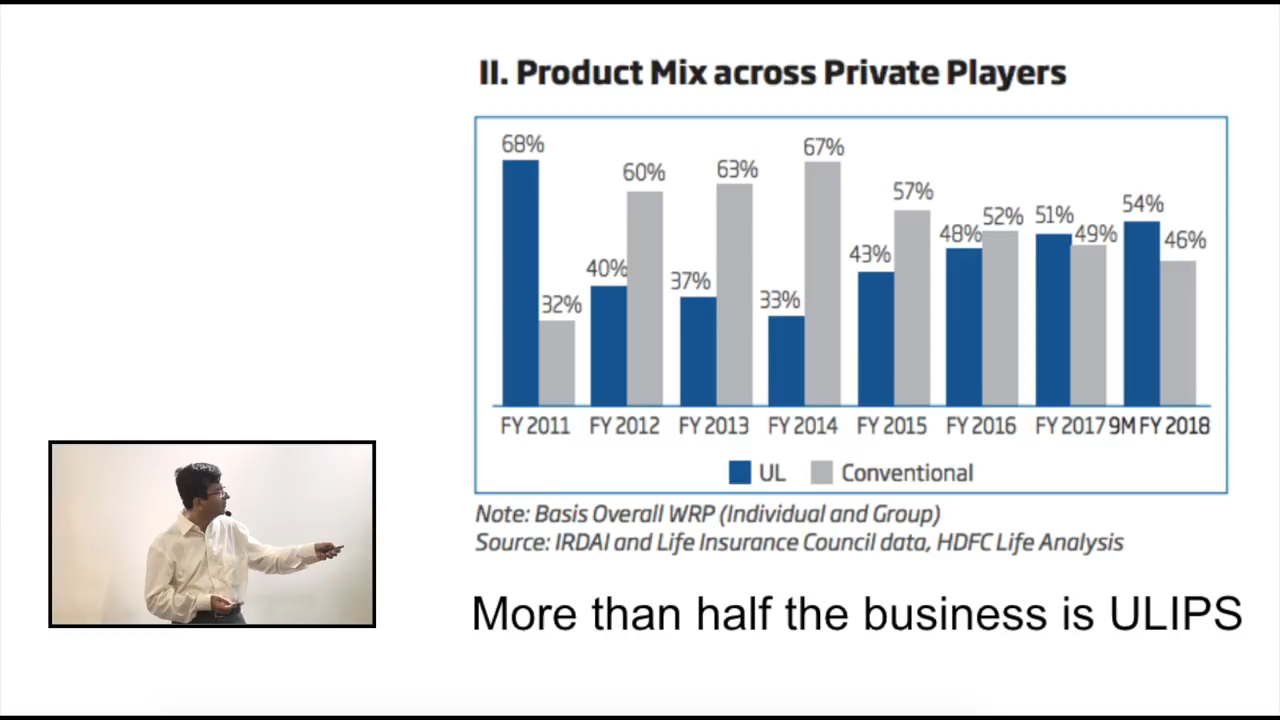 II. Product Mix across Private Players
68%
32%
40%
60%
37%
63%
33%
67%
43%
57%
48%
52%
51%
49%
54%
46%
FY 2011 FY 2012 FY 2013 FY 2014 FY 2015 FY 2016 FY 2017 9M FY 2018
UL Conventional
Note: Basis Overall WRP (Individual and Group)
Source: IRDAI and Life Insurance Council data, HDFC Life Analysis
More than half the business is ULIPS